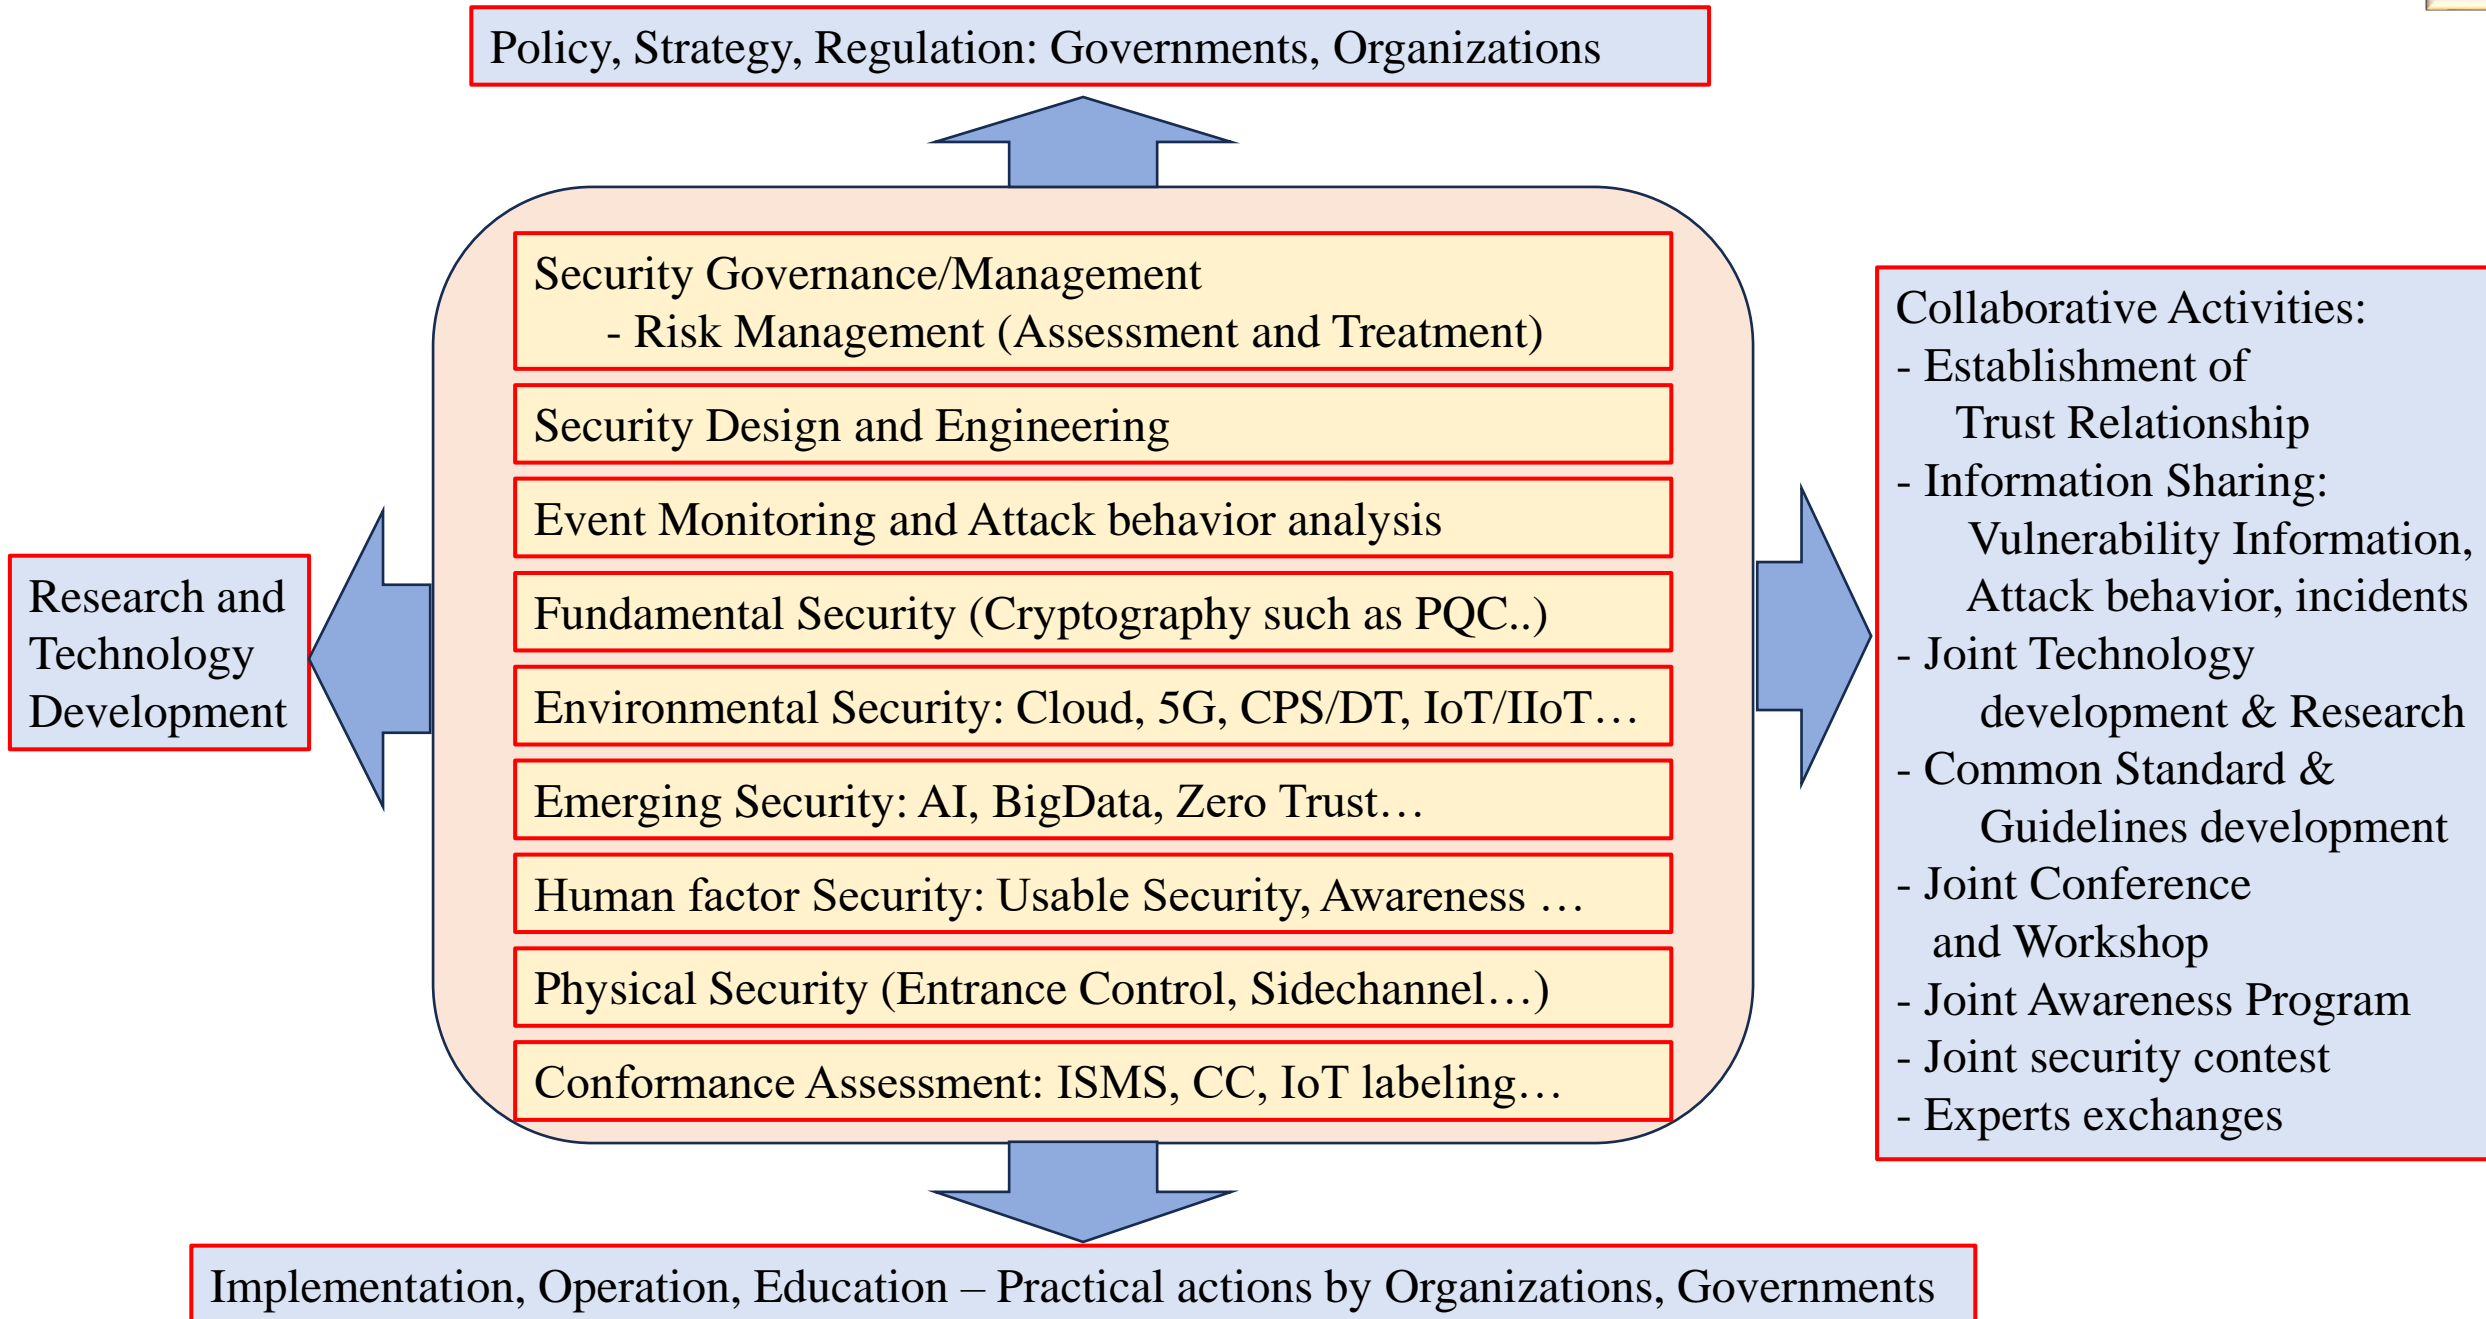 Policy, Strategy, Regulation: Governments, Organizations
Security Governance/Management
- Risk Management (Assessment and Treatment)
Security Design and Engineering
Event Monitoring and Attack behavior analysis
Fundamental Security (Cryptography such as PQC..)
Environmental Security: Cloud, 5G, CPS/DT, IoT/IIoT…
Emerging Security: AI, BigData, Zero Trust…
Human factor Security: Usable Security, Awareness …
Physical Security (Entrance Control, Sidechannel…)
Conformance Assessment: ISMS, CC, IoT labeling…
Research and
Technology
Development
Collaborative Activities:
- Establishment of
Trust Relationship
- Information Sharing:
Vulnerability Information,
Attack behavior, incidents
- Joint Technology
development & Research
- Common Standard &
Guidelines development
- Joint Conference
and Workshop
- Joint Awareness Program
- Joint security contest
- Experts exchanges
Implementation, Operation, Education – Practical actions by Organizations, Governments